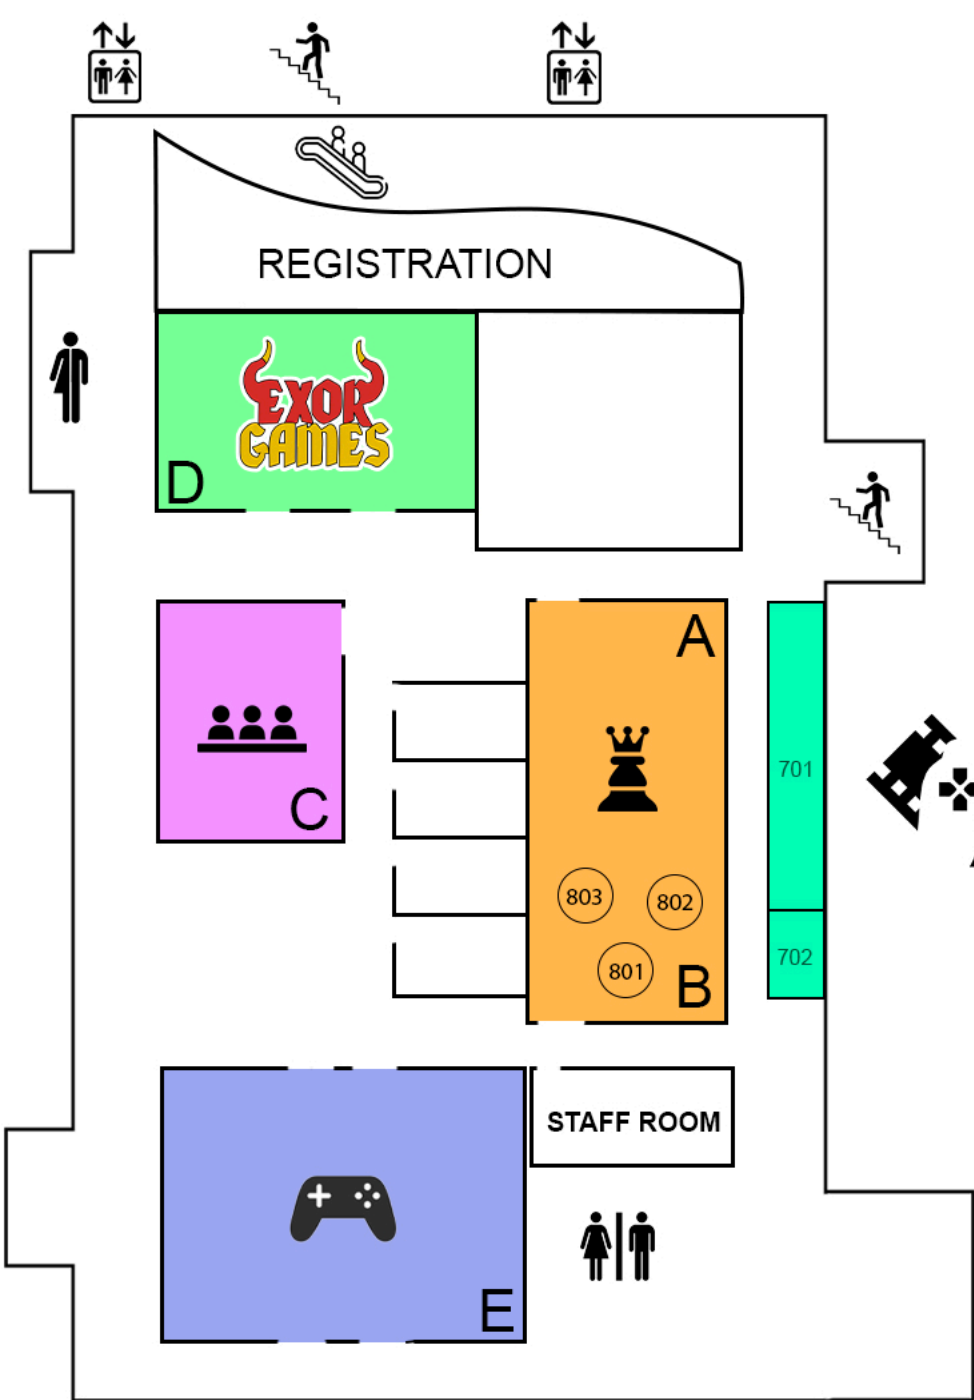 REGISTRATION
EXOR
GAMES
D
A
C
701
803
802
801
B
702
STAFF ROOM
E